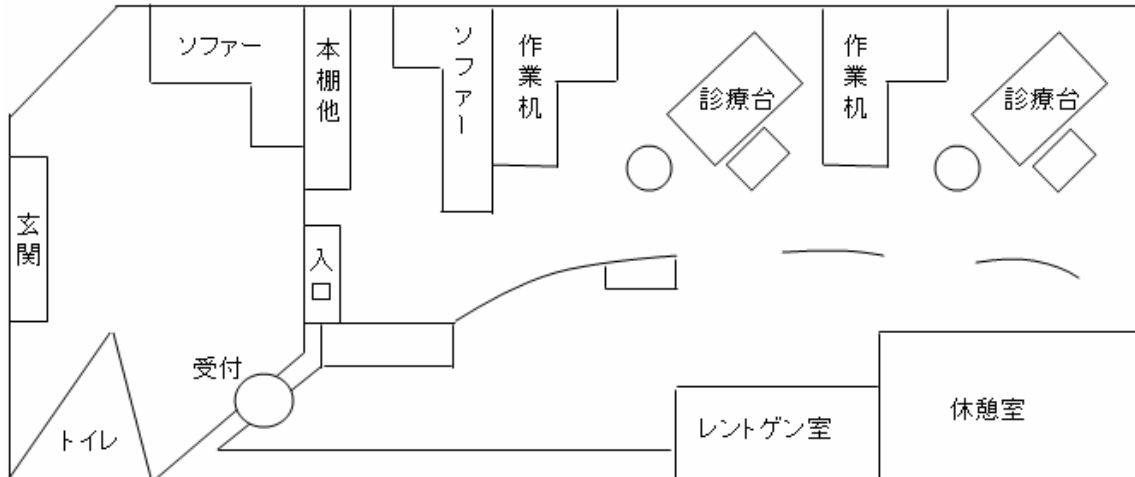 ソファー
本棚他
ソファー
作業机
診療台
作業机
診療台
玄関
入口
受付
トイレ
レントゲン室
休憩室